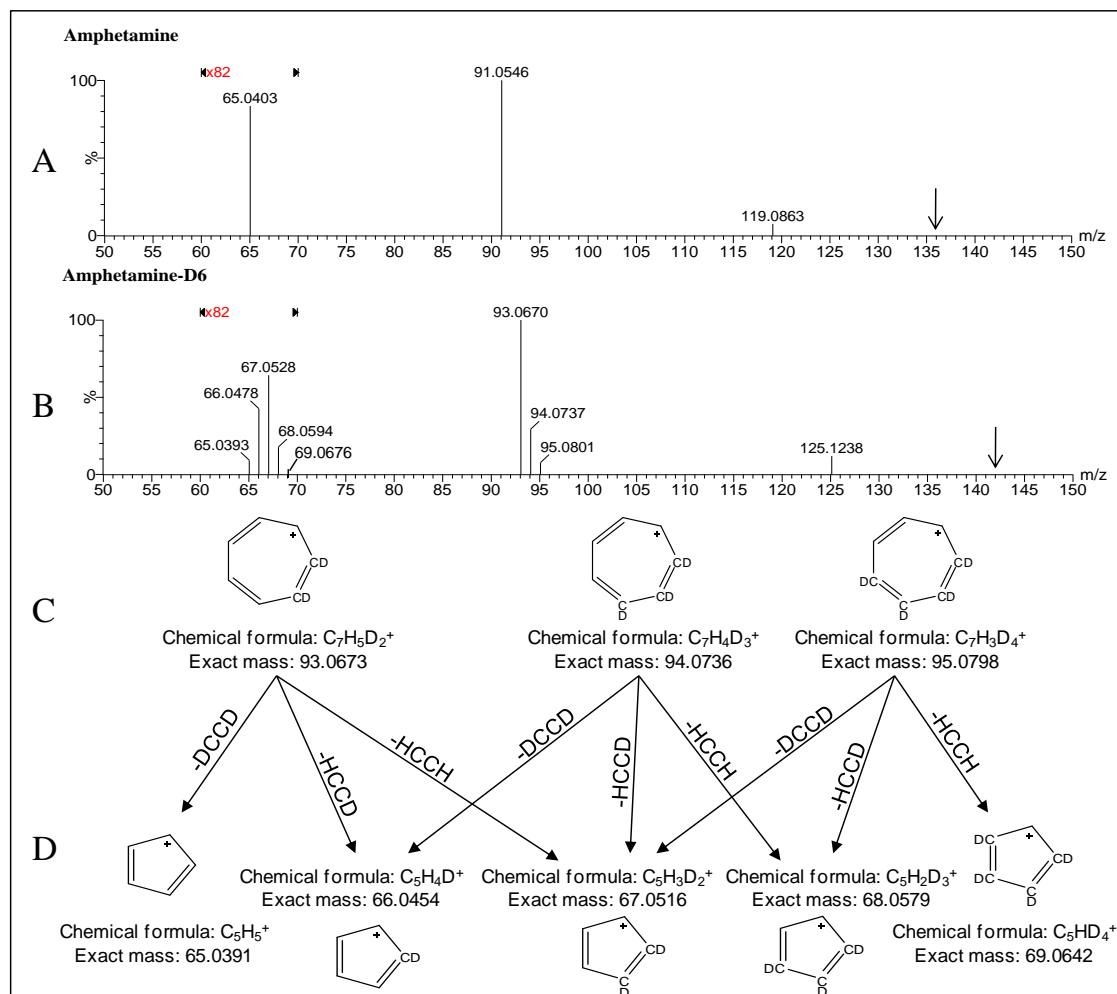 Amphetamine
x82
91.0546
100
65.0403
%
A
119.0863
0
50 55 60 65 70 75 80 85 90 95 100 105 110 115 120 125 130 135 140 145 150
m/z
Amphetamine-D6
x82
93.0670
100
67.0528
66.0478
%
B
68.0594
94.0737
65.0393
69.0676
95.0801
125.1238
0
50 55 60 65 70 75 80 85 90 95 100 105 110 115 120 125 130 135 140 145 150
m/z
C
+ CD CD
+ CD CD C D
+ CD CD C D DC
Chemical formula: C₇H₅D₂⁺
Exact mass: 93.0673
Chemical formula: C₇H₄D₃⁺
Exact mass: 94.0736
Chemical formula: C₇H₃D₄⁺
Exact mass: 95.0798
-DCCD
-HCCD
-HCCH
-DCCD
-HCCD
-HCCH
-DCCD
-HCCD
-HCCH
D
+
DC + CD DC C D
Chemical formula: C₅H₄D⁺
Exact mass: 66.0454
Chemical formula: C₅H₃D₂⁺
Exact mass: 67.0516
Chemical formula: C₅H₂D₃⁺
Exact mass: 68.0579
Chemical formula: C₅H₅⁺
Exact mass: 65.0391
+ CD
+ CD C D
+ DC CD C D
Chemical formula: C₅HD₄⁺
Exact mass: 69.0642